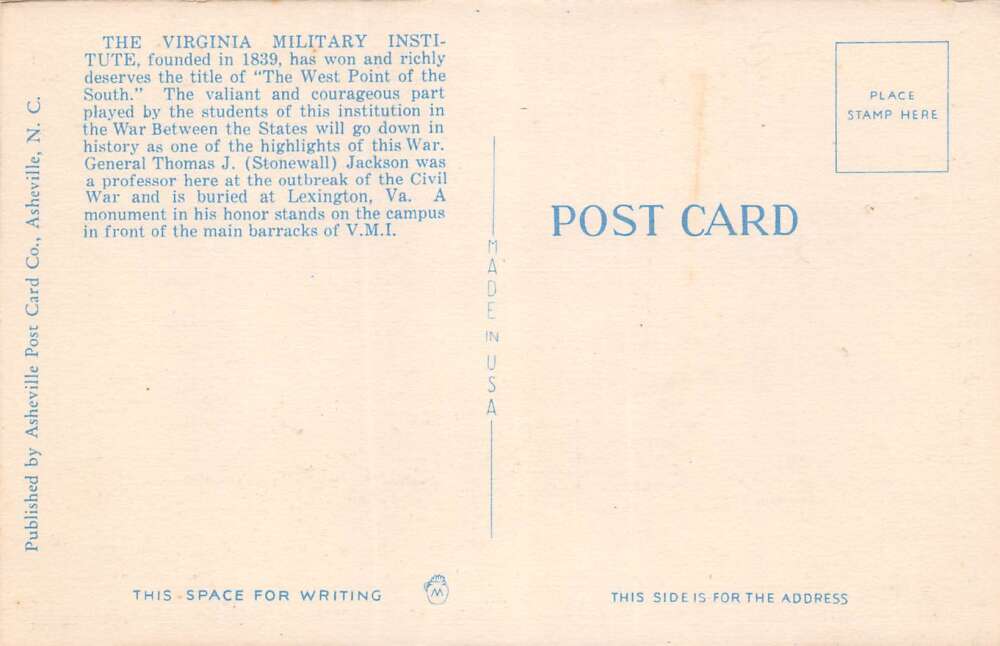 THE VIRGINIA MILITARY INSTI-
TUTE, founded in 1839, has won and richly
deserves the title of "The West Point of the
South." The valiant and courageous part
played by the students of this institution in
the War Between the States will go down in
history as one of the highlights of this War.
General Thomas J. (Stonewall) Jackson was
a professor here at the outbreak of the Civil
War and is buried at Lexington, Va. A
monument in his honor stands on the campus
in front of the main barracks of V.M.I.
Published by Asheville Post Card Co., Asheville, N. C.
MADE IN USA
PLACE
STAMP HERE
POST CARD
THIS SPACE FOR WRITING
M
THIS SIDE IS FOR THE ADDRESS